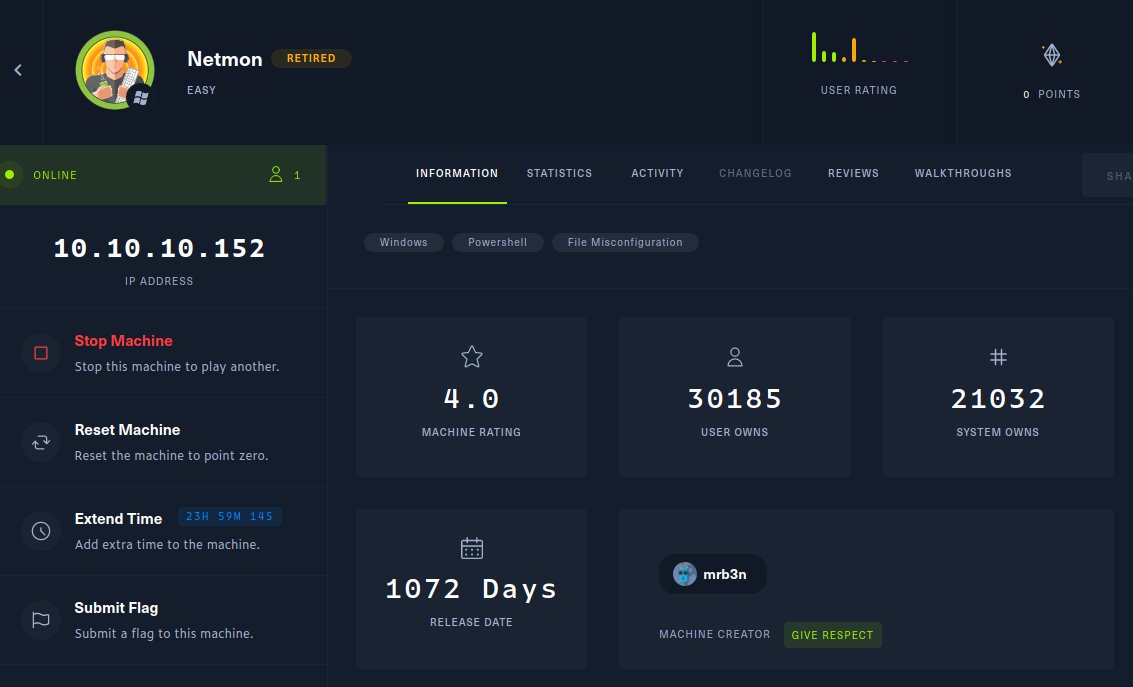 Netmon RETIRED
EASY
USER RATING
0 POINTS
ONLINE 1
INFORMATION STATISTICS ACTIVITY CHANGELOG REVIEWS WALKTHROUGHS SHA
10.10.10.152
IP ADDRESS
Windows Powershell File Misconfiguration
Stop Machine
Stop this machine to play another.
Reset Machine
Reset the machine to point zero.
Extend Time 23H 59M 14S
Add extra time to the machine.
Submit Flag
Submit a flag to this machine.
4.0
MACHINE RATING
30185
USER OWNS
21032
SYSTEM OWNS
1072 Days
RELEASE DATE
mrb3n
MACHINE CREATOR GIVE RESPECT